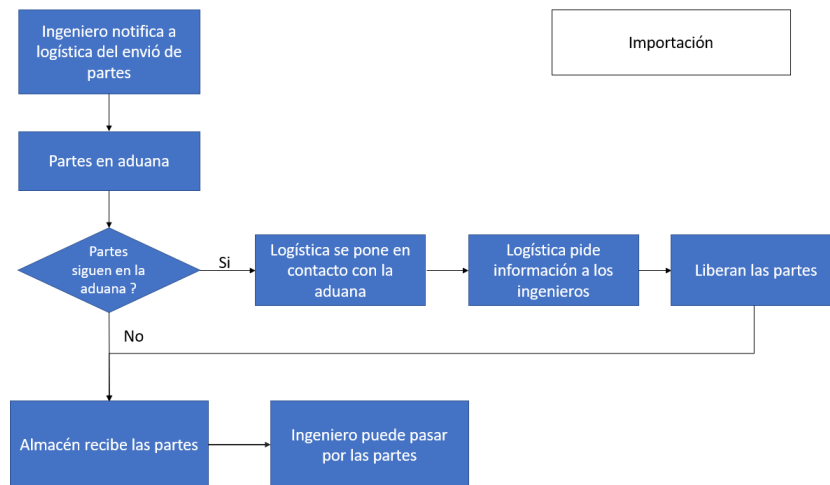 Ingeniero notifica a
logística del envió de
partes
Importación
Partes en aduana
Partes
siguen en la
aduana ?
Si
Logística se pone en
contacto con la
aduana
Logística pide
información a los
ingenieros
Liberan las partes
No
Almacén recibe las partes
Ingeniero puede pasar
por las partes